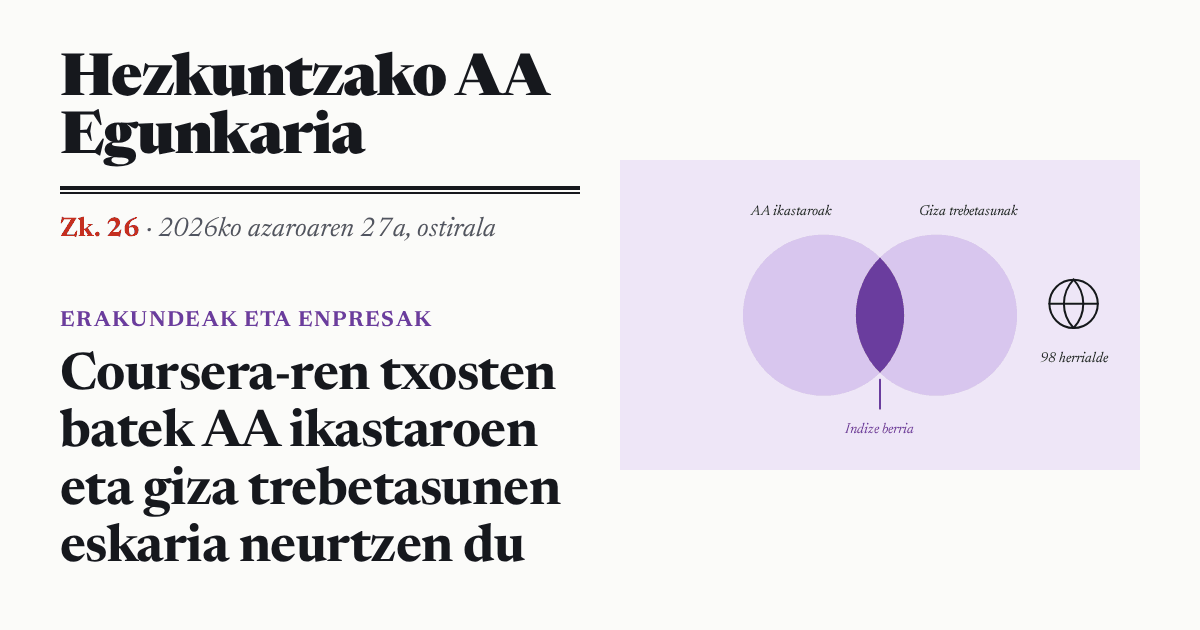 Hezkuntzako AA
Egunkaria
Zk. 26 · 2026ko azaroaren 27a, ostirala
ERAKUNDEAK ETA ENPRESAK
Coursera-ren txosten
batek AA ikastaroen
eta giza trebetasunen
eskaria neurtzen du
AA ikastaroak
Giza trebetasunak
98 herrialde
Indize berria